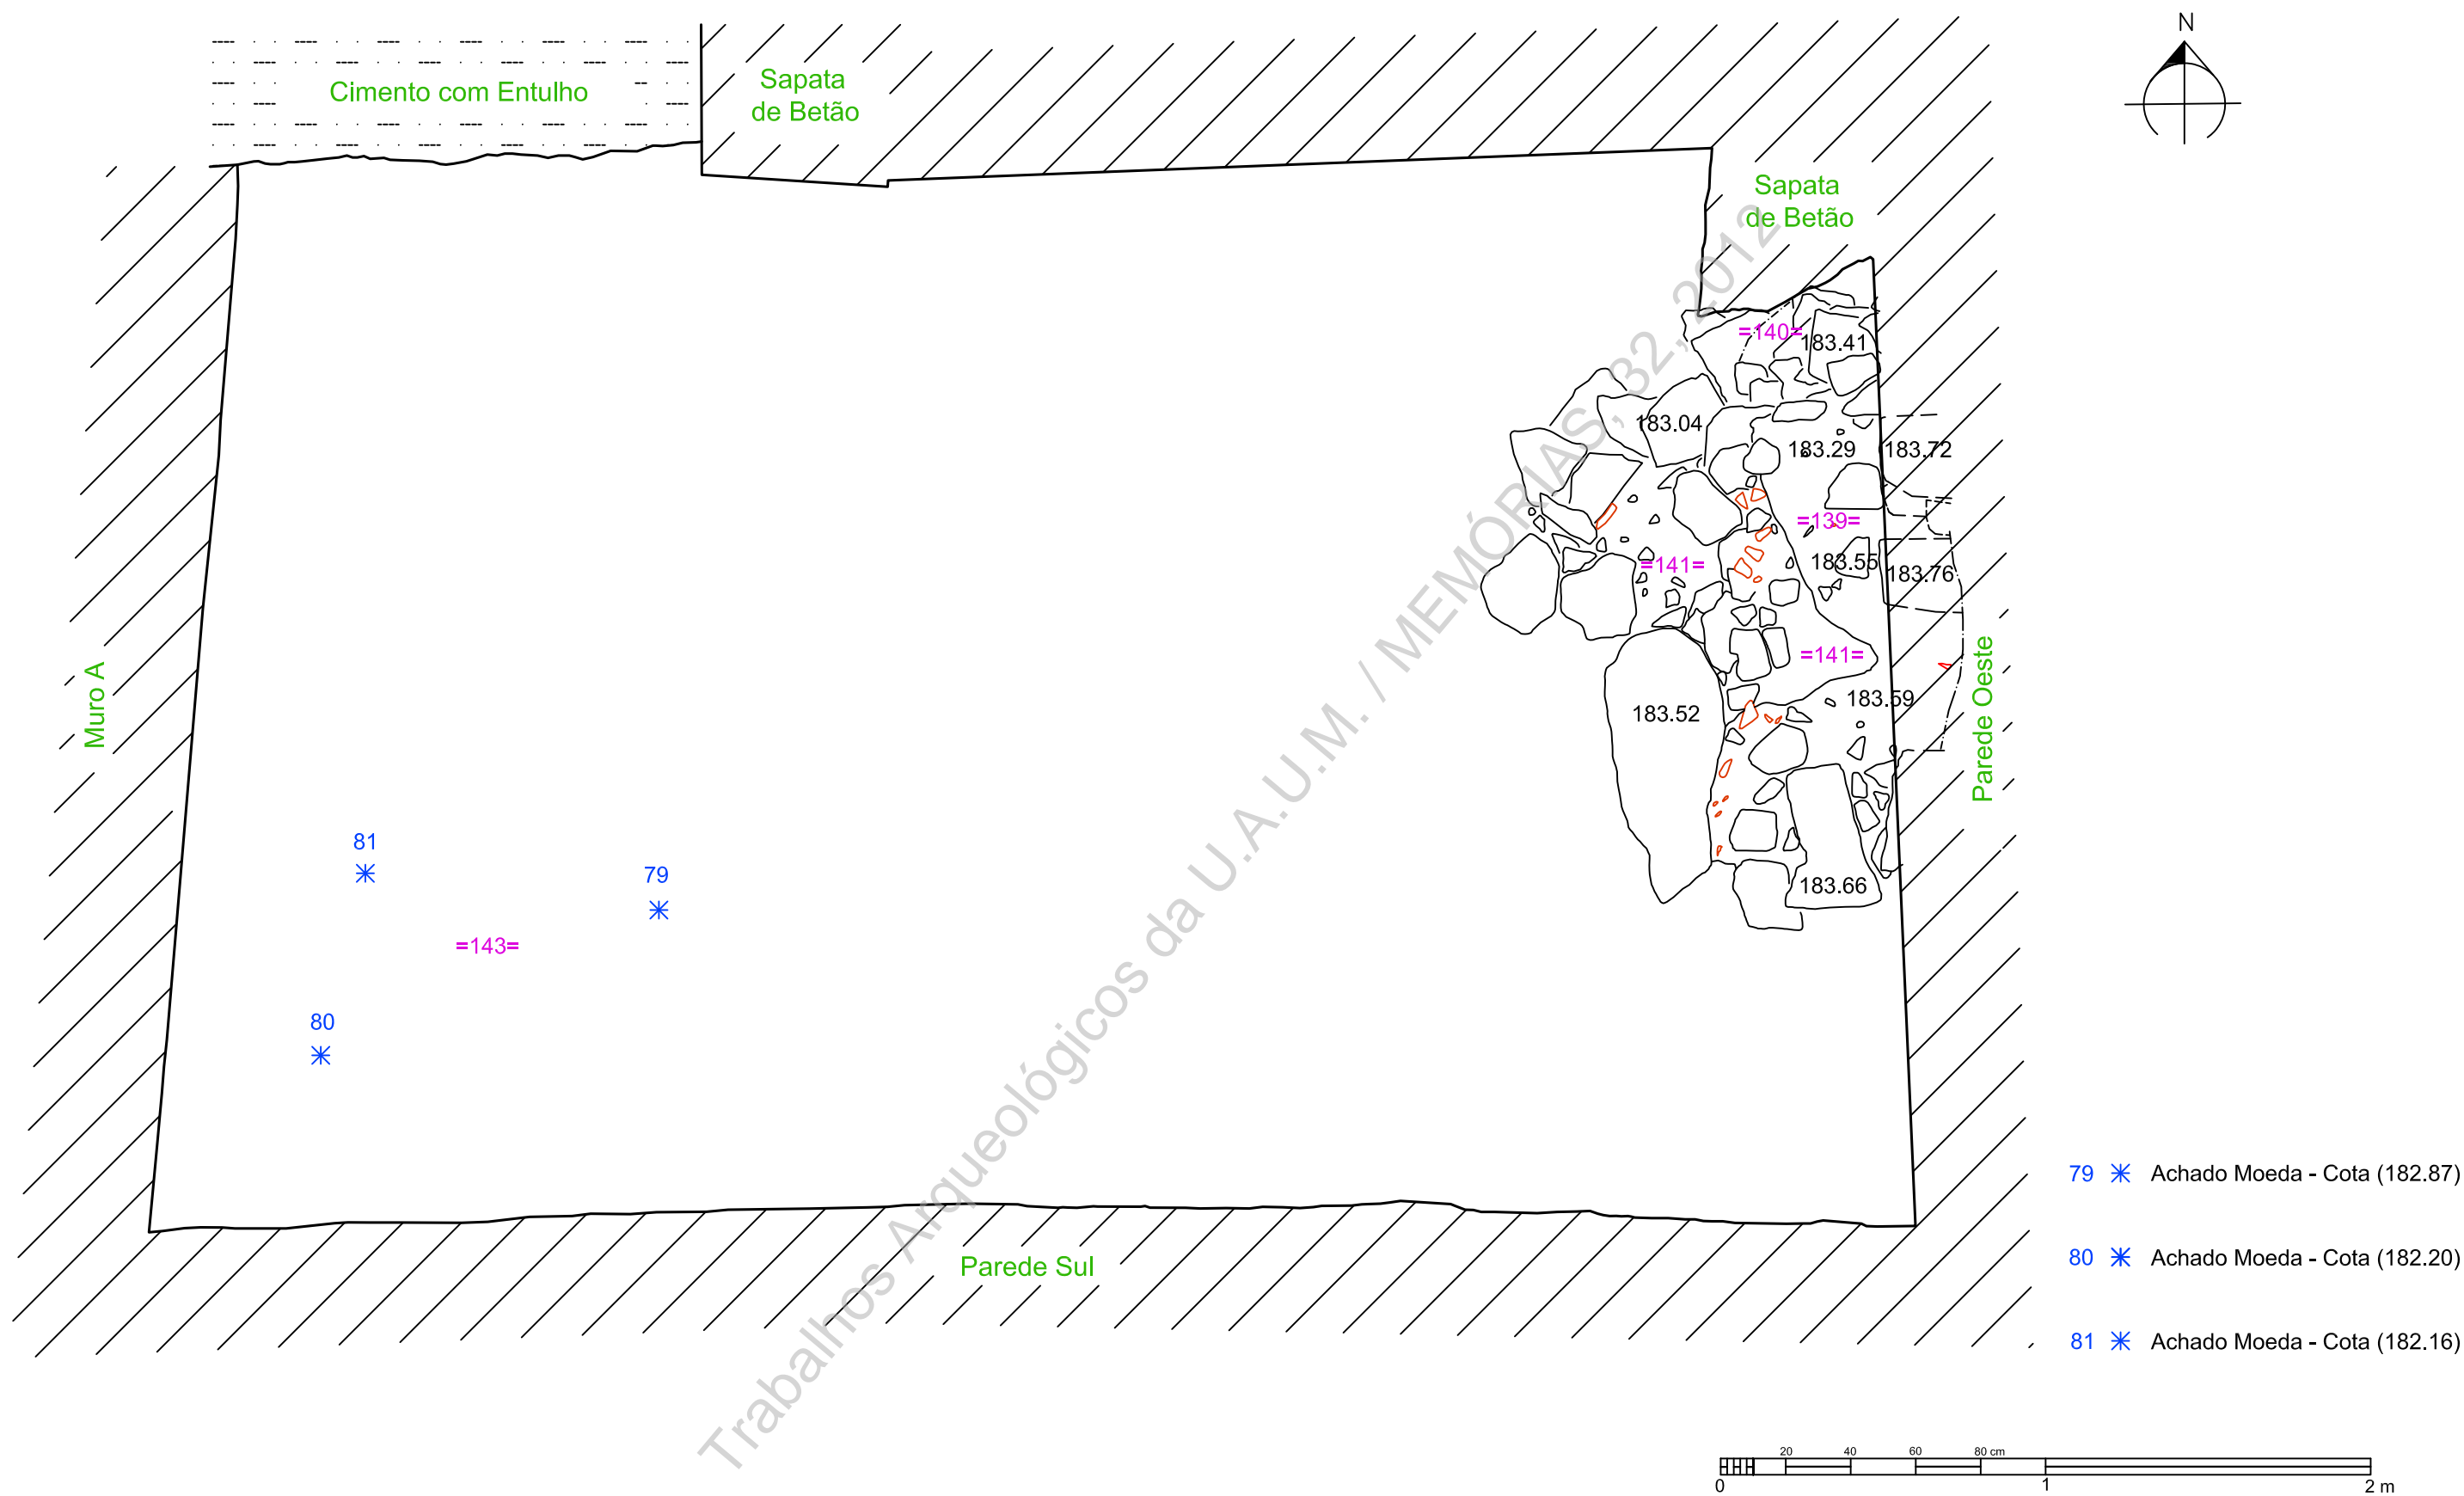 N
Cimento com Entulho
Sapata
de Betão
Sapata
de Betão
=140=
183.41
183.04
183.29
183.72
=139=
=141=
183.55
183.76
=141=
183.59
183.52
183.66
Muro A
Parede Oeste
81
79
=143=
80
Parede Sul
79 Achado Moeda - Cota (182.87)
80 Achado Moeda - Cota (182.20)
81 Achado Moeda - Cota (182.16)
20 40 60 80 cm
0 1 2 m
Trabalhos Arqueológicos da U.A.U.M. / MEMÓRIAS, 32, 2012